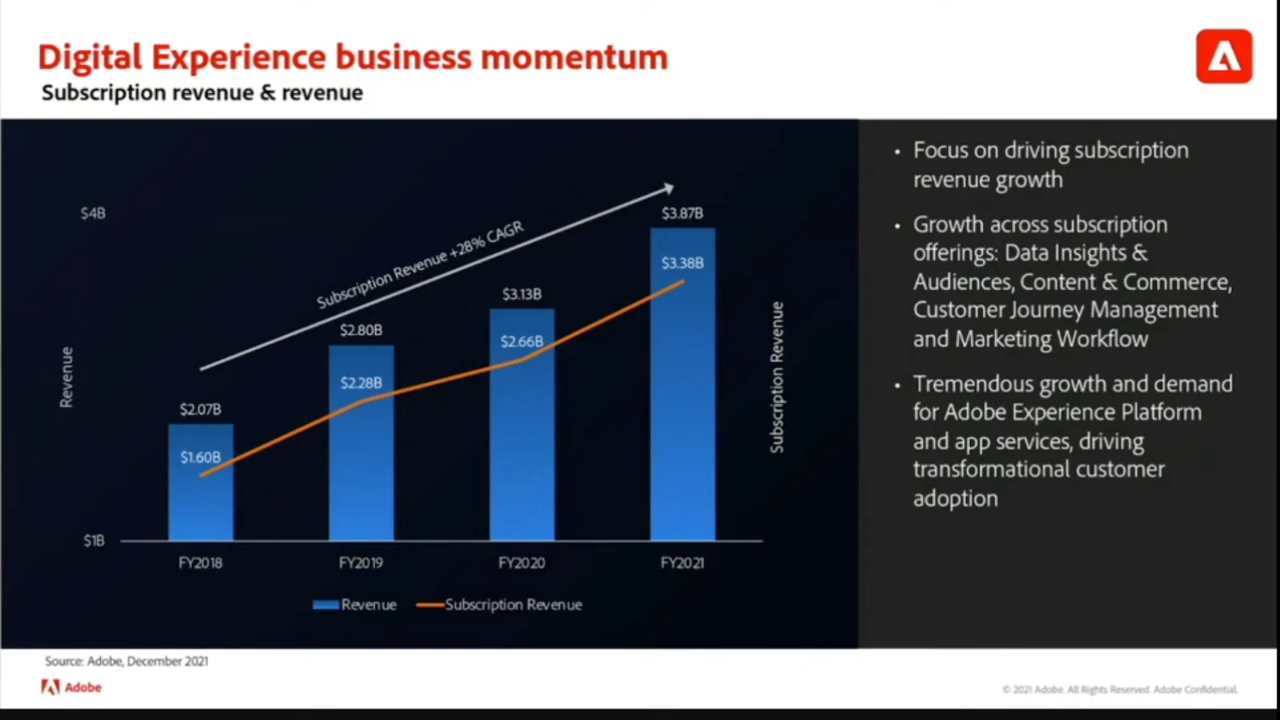 Digital Experience business momentum
Subscription revenue & revenue
$4B
Revenue
$1B
Subscription Revenue +28% CAGR
$2.07B
$1.60B
$2.80B
$2.28B
$3.13B
$2.66B
$3.87B
$3.38B
FY2018
FY2019
FY2020
FY2021
Subscription Revenue
Revenue
Subscription Revenue
• Focus on driving subscription
revenue growth
• Growth across subscription
offerings: Data Insights &
Audiences, Content & Commerce,
Customer Journey Management
and Marketing Workflow
• Tremendous growth and demand
for Adobe Experience Platform
and app services, driving
transformational customer
adoption
Source: Adobe, December 2021
Adobe
© 2021 Adobe. All Rights Reserved. Adobe Confidential.